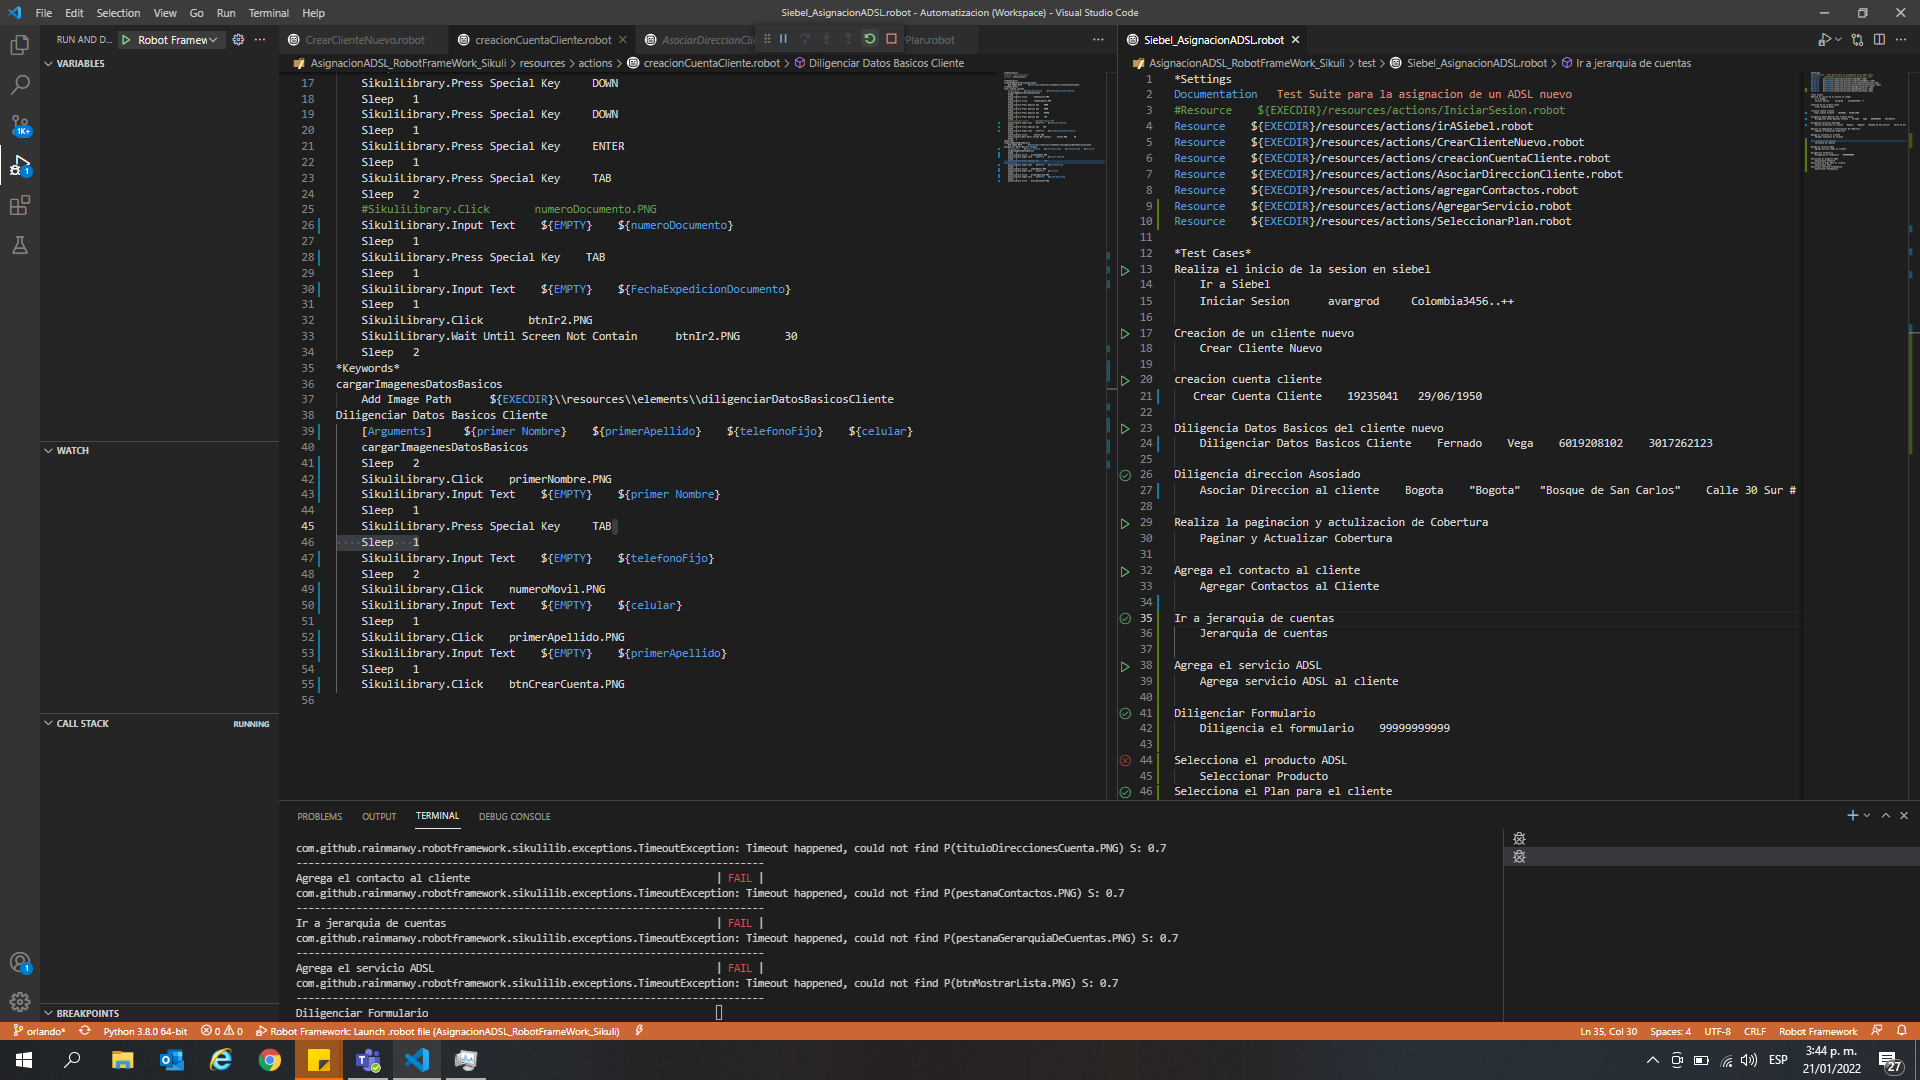 File Edit Selection View Go Run Terminal Help
Siebel_AsignacionADSL.robot - Automatizacion (Workspace) - Visual Studio Code
RUN AND D... Robot Framew
VARIABLES
WATCH
CALL STACK RUNNING
BREAKPOINTS
1K+
1
1
CrearClienteNuevo.robot creacionCuentaCliente.robot AsociarDireccionCli Plan.robot
AsignacionADSL_RobotFrameWork_Sikuli > resources > actions > creacionCuentaCliente.robot > Diligenciar Datos Basicos Cliente
17 SikuliLibrary.Press Special Key DOWN
18 Sleep 1
19 SikuliLibrary.Press Special Key DOWN
20 Sleep 1
21 SikuliLibrary.Press Special Key ENTER
22 Sleep 1
23 SikuliLibrary.Press Special Key TAB
24 Sleep 2
25 #SikuliLibrary.Click numeroDocumento.PNG
26 SikuliLibrary.Input Text ${EMPTY} ${numeroDocumento}
27 Sleep 1
28 SikuliLibrary.Press Special Key TAB
29 Sleep 1
30 SikuliLibrary.Input Text ${EMPTY} ${FechaExpedicionDocumento}
31 Sleep 1
32 SikuliLibrary.Click btnIr2.PNG
33 SikuliLibrary.Wait Until Screen Not Contain btnIr2.PNG 30
34 Sleep 2
35 *Keywords*
36 cargarImagenesDatosBasicos
37 Add Image Path ${EXECDIR}\\resources\\elements\\diligenciarDatosBasicosCliente
38 Diligenciar Datos Basicos Cliente
39 [Arguments] ${primer Nombre} ${primerApellido} ${telefonoFijo} ${celular}
40 cargarImagenesDatosBasicos
41 Sleep 2
42 SikuliLibrary.Click primerNombre.PNG
43 SikuliLibrary.Input Text ${EMPTY} ${primer Nombre}
44 Sleep 1
45 SikuliLibrary.Press Special Key TAB
46 Sleep 1
47 SikuliLibrary.Input Text ${EMPTY} ${telefonoFijo}
48 Sleep 2
49 SikuliLibrary.Click numeroMovil.PNG
50 SikuliLibrary.Input Text ${EMPTY} ${celular}
51 Sleep 1
52 SikuliLibrary.Click primerApellido.PNG
53 SikuliLibrary.Input Text ${EMPTY} ${primerApellido}
54 Sleep 1
55 SikuliLibrary.Click btnCrearCuenta.PNG
56
Siebel_AsignacionADSL.robot
AsignacionADSL_RobotFrameWork_Sikuli > test > Siebel_AsignacionADSL.robot > Ir a jerarquia de cuentas
1 *Settings
2 Documentation Test Suite para la asignacion de un ADSL nuevo
3 #Resource ${EXECDIR}/resources/actions/IniciarSesion.robot
4 Resource ${EXECDIR}/resources/actions/irASiebel.robot
5 Resource ${EXECDIR}/resources/actions/CrearClienteNuevo.robot
6 Resource ${EXECDIR}/resources/actions/creacionCuentaCliente.robot
7 Resource ${EXECDIR}/resources/actions/AsociarDireccionCliente.robot
8 Resource ${EXECDIR}/resources/actions/agregarContactos.robot
9 Resource ${EXECDIR}/resources/actions/AgregarServicio.robot
10 Resource ${EXECDIR}/resources/actions/SeleccionarPlan.robot
11
12 *Test Cases*
13 Realiza el inicio de la sesion en siebel
14 Ir a Siebel
15 Iniciar Sesion avargrod Colombia3456..++
16
17 Creacion de un cliente nuevo
18 Crear Cliente Nuevo
19
20 creacion cuenta cliente
21 Crear Cuenta Cliente 19235041 29/06/1950
22
23 Diligencia Datos Basicos del cliente nuevo
24 Diligenciar Datos Basicos Cliente Fernado Vega 6019208102 3017262123
25
26 Diligencia direccion Asosiado
27 Asociar Direccion al cliente Bogota "Bogota" "Bosque de San Carlos" Calle 30 Sur #
28
29 Realiza la paginacion y actulizacion de Cobertura
30 Paginar y Actualizar Cobertura
31
32 Agrega el contacto al cliente
33 Agregar Contactos al Cliente
34
35 Ir a jerarquia de cuentas
36 Jerarquia de cuentas
37
38 Agrega el servicio ADSL
39 Agrega servicio ADSL al cliente
40
41 Diligenciar Formulario
42 Diligencia el formulario 99999999999
43
44 Selecciona el producto ADSL
45 Seleccionar Producto
46 Selecciona el Plan para el cliente
PROBLEMS OUTPUT TERMINAL DEBUG CONSOLE
com.github.rainmanwy.robotframework.sikulilib.exceptions.TimeoutException: Timeout happened, could not find P(tituloDireccionesCuenta.PNG) S: 0.7
Agrega el contacto al cliente | FAIL |
com.github.rainmanwy.robotframework.sikulilib.exceptions.TimeoutException: Timeout happened, could not find P(pestanaContactos.PNG) S: 0.7
Ir a jerarquia de cuentas | FAIL |
com.github.rainmanwy.robotframework.sikulilib.exceptions.TimeoutException: Timeout happened, could not find P(pestanaGerarquiaDeCuentas.PNG) S: 0.7
Agrega el servicio ADSL | FAIL |
com.github.rainmanwy.robotframework.sikulilib.exceptions.TimeoutException: Timeout happened, could not find P(btnMostrarLista.PNG) S: 0.7
Diligenciar Formulario
orlando* Python 3.8.0 64-bit 0 0 Robot Framework: Launch .robot file (AsignacionADSL_RobotFrameWork_Sikuli)
Ln 35, Col 30 Spaces: 4 UTF-8 CRLF Robot Framework
ESP 3:44 p. m.
21/01/2022
27